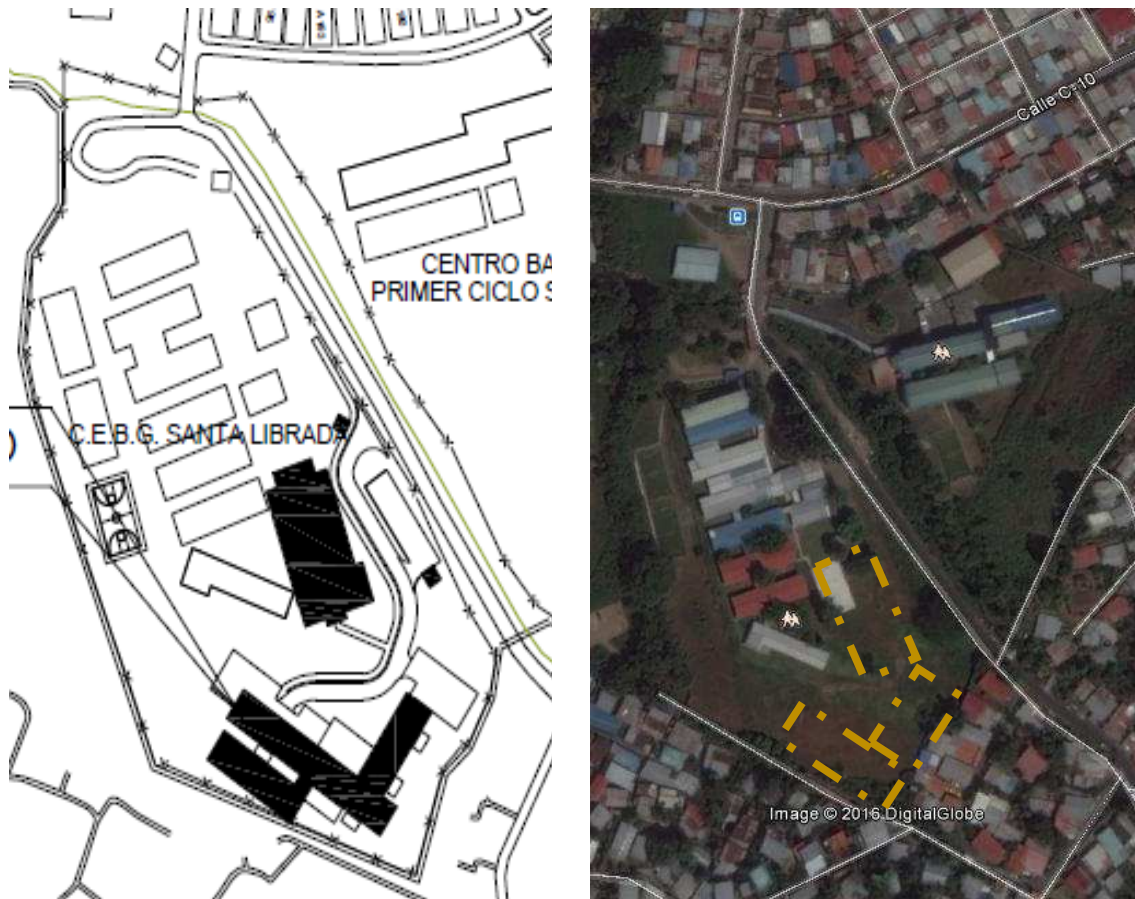 CENTRO BA
PRIMER CICLO S
C.E.B.G. SANTA LIBRADA
)
Calle C-10
Image © 2016 DigitalGlobe